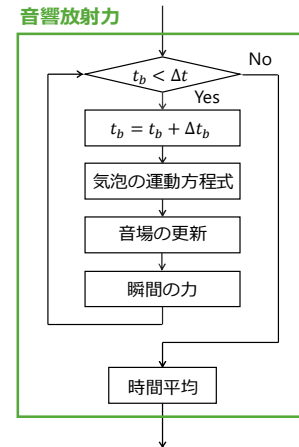 音響放射力
t_b < Δt
No
Yes
t_b = t_b + Δt_b
気泡の運動方程式
音場の更新
瞬間の力
時間平均